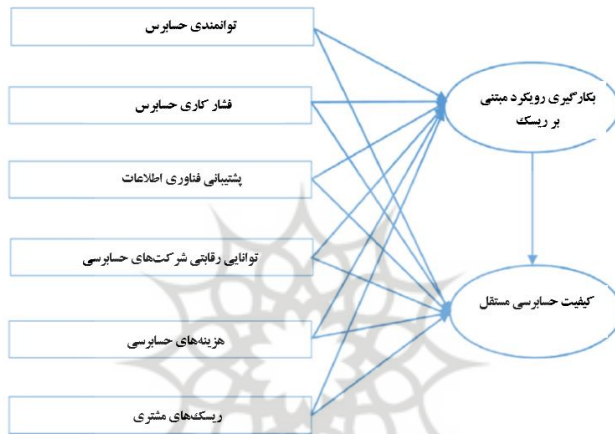 توانمندی حسابرس
فشار کاری حسابرس
پشتیبانی فناوری اطلاعات
توانایی رقابتی شرکت‌های حسابرسی
هزینه‌های حسابرسی
ریسک‌های مشتری
بکارگیری رویکرد مبتنی
بر ریسک
کیفیت حسابرسی مستقل